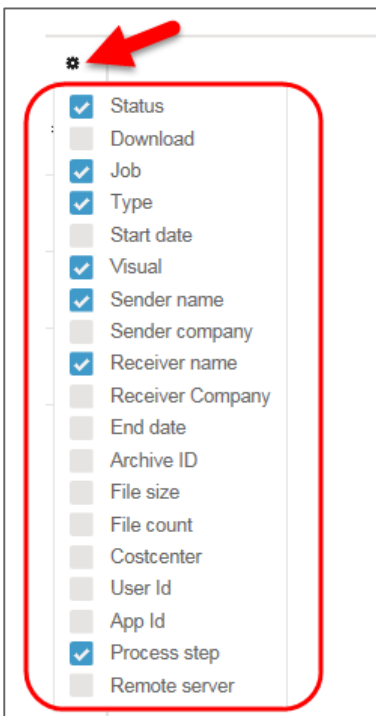 Status
Download
Job
Type
Start date
Visual
Sender name
Sender company
Receiver name
Receiver Company
End date
Archive ID
File size
File count
Costcenter
User Id
App Id
Process step
Remote server